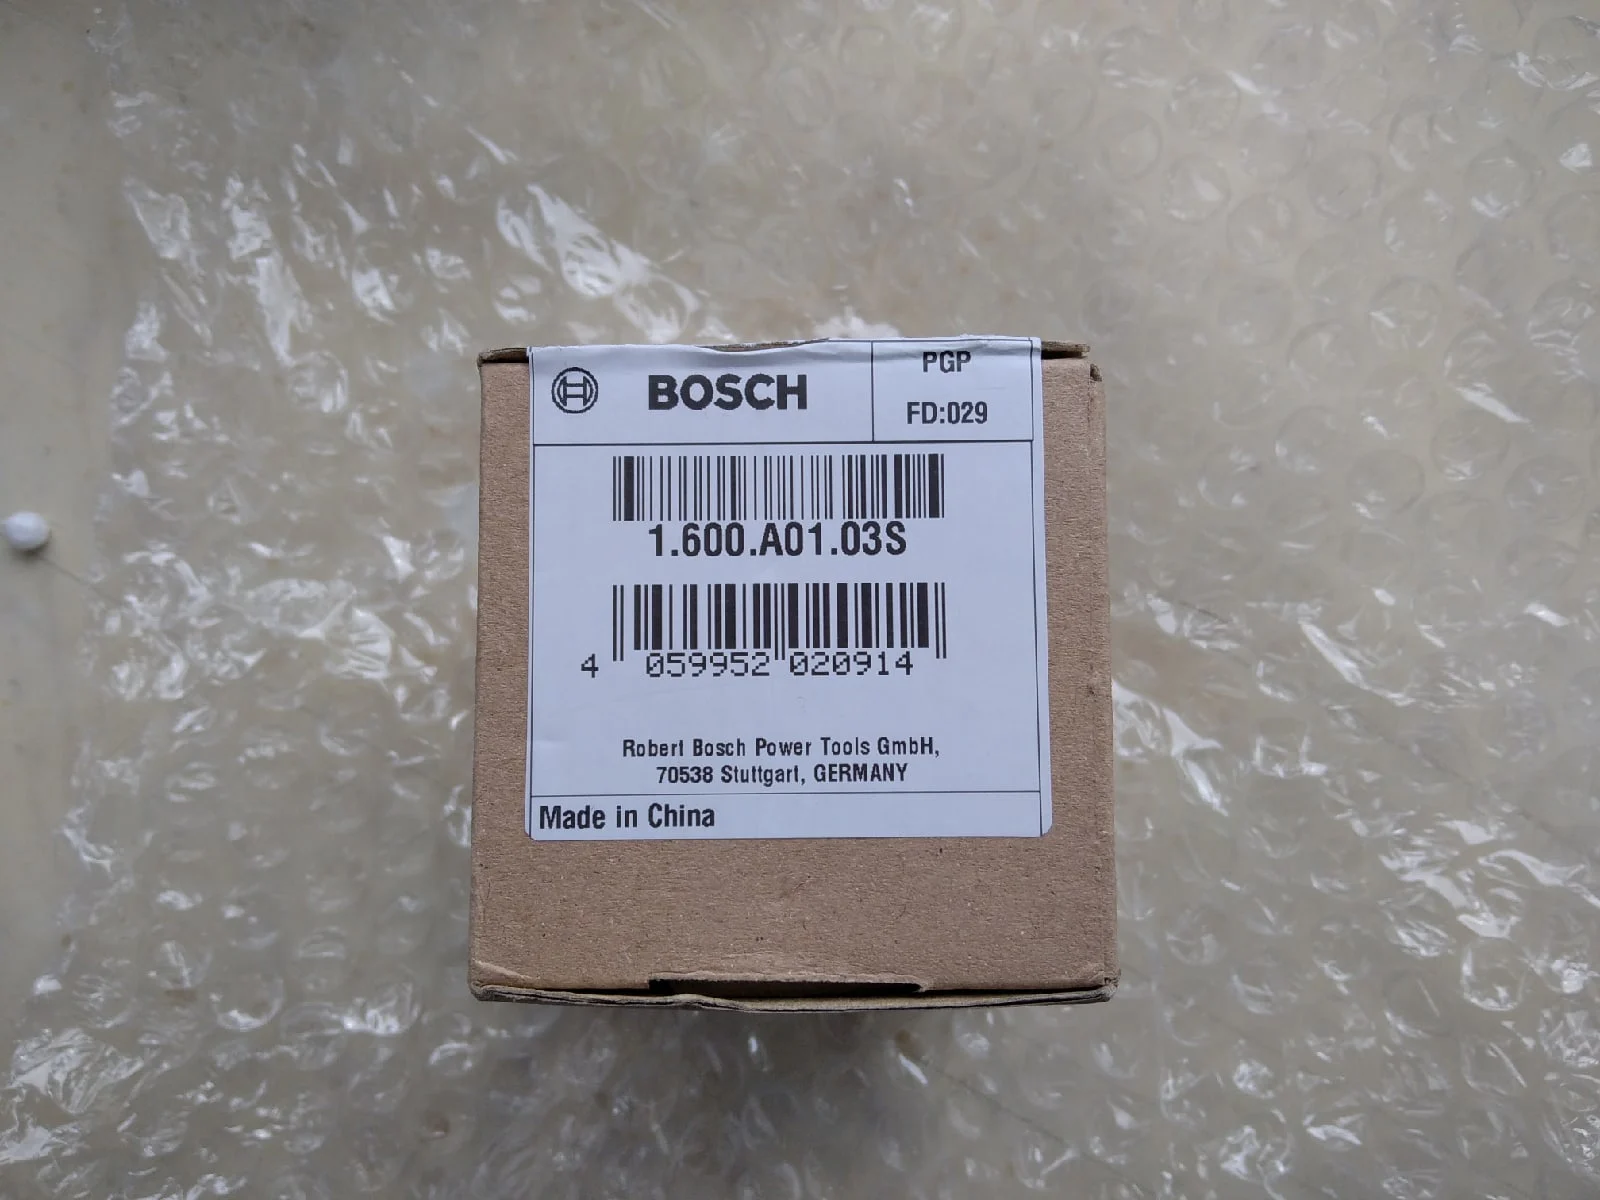 BOSCH
PGP
FD:029
1.600.A01.03S
4 059952 020914
Robert Bosch Power Tools GmbH,
70538 Stuttgart, GERMANY
Made in China